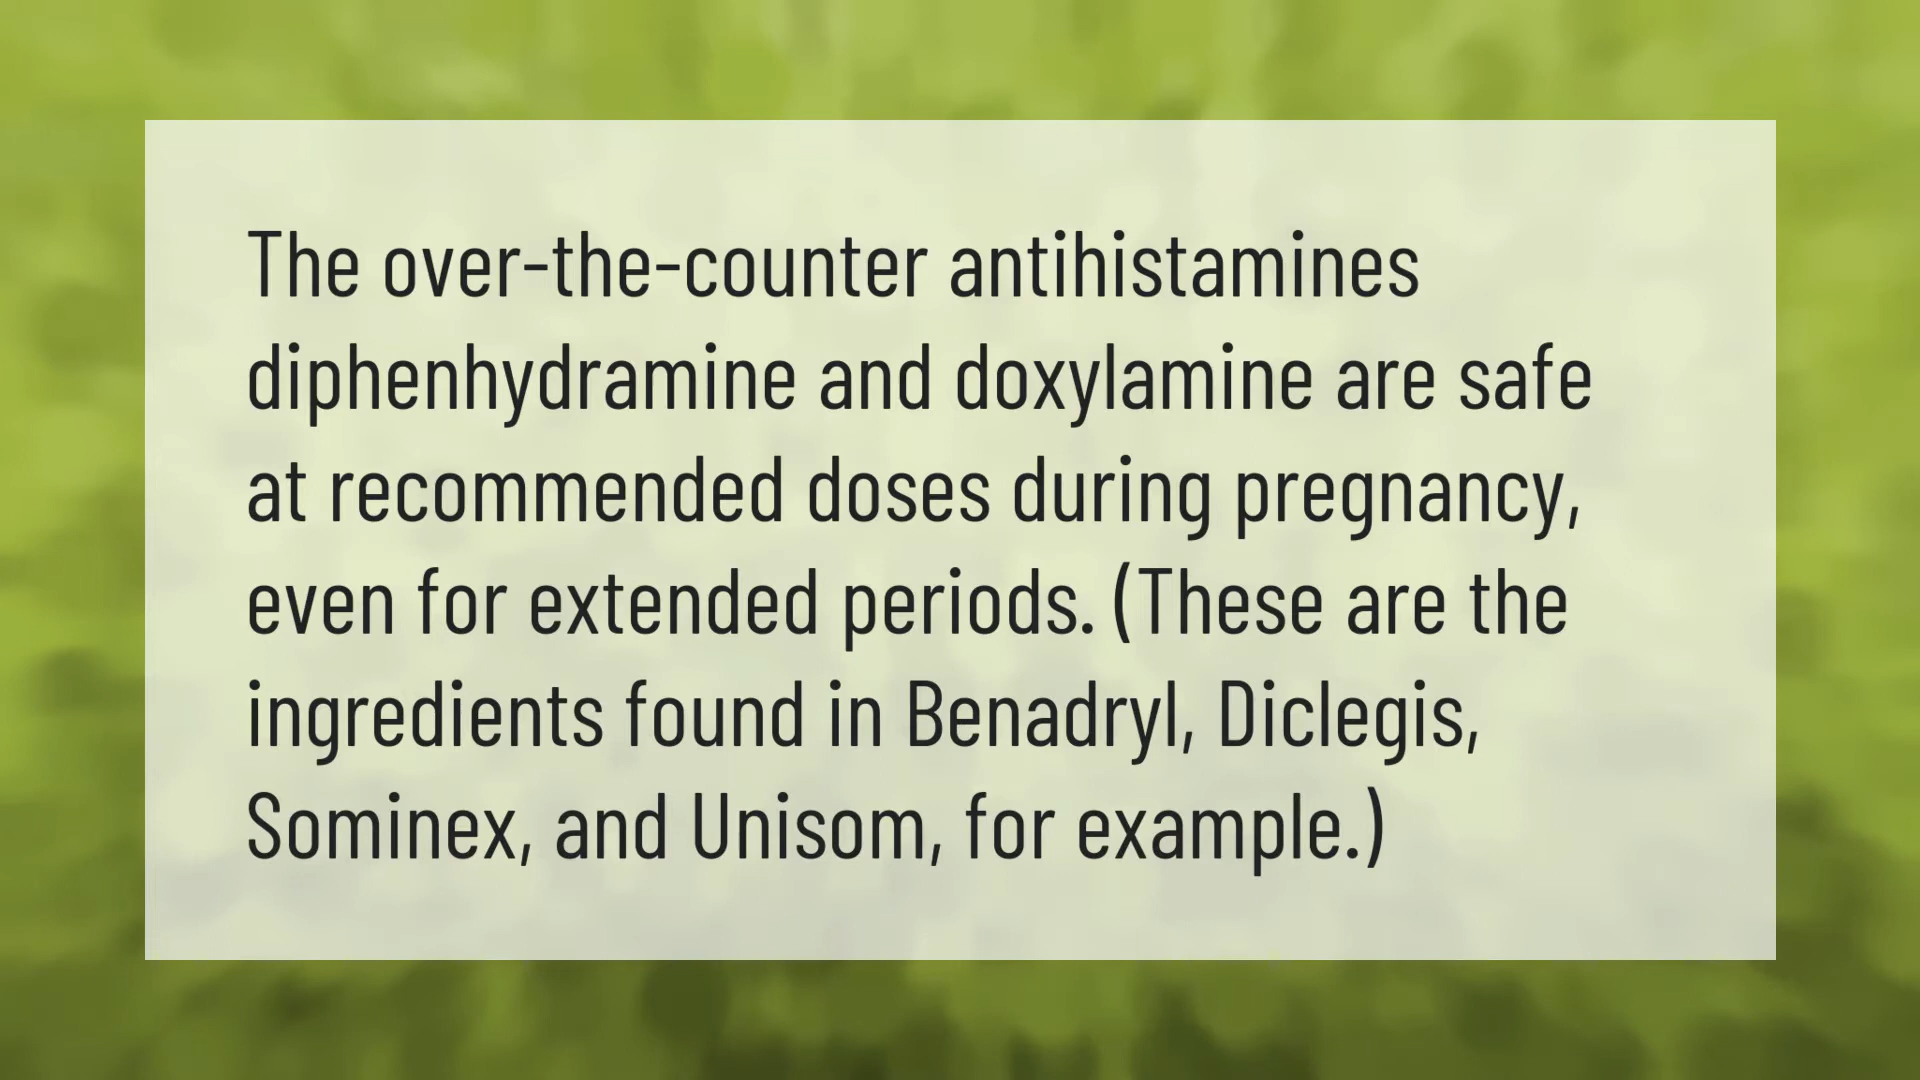 The over-the-counter antihistamines
diphenhydramine and doxylamine are safe
at recommended doses during pregnancy,
even for extended periods. (These are the
ingredients found in Benadryl, Diclegis,
Sominex, and Unisom, for example.)